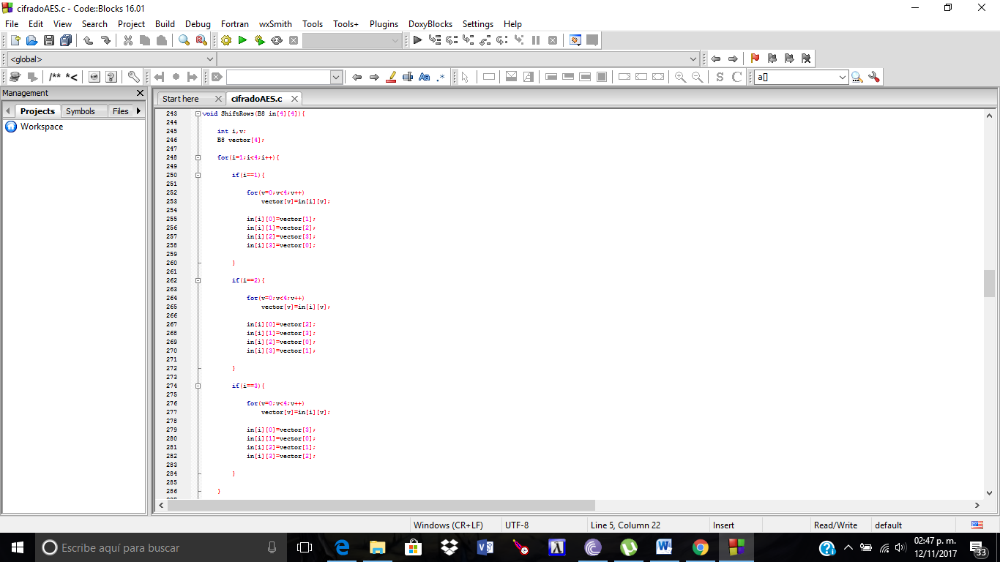 cifradoAES.c - Code::Blocks 16.01
File Edit View Search Project Build Debug Fortran wxSmith Tools Tools+ Plugins DoxyBlocks Settings Help
<global>
/** *<
Aa .*
S C
a[]
Management
Projects Symbols Files
Workspace
Start here cifradoAES.c
243 void ShiftRows(B8 in[4][4]){
244
245 int i,v;
246 B8 vector[4];
247
248 for(i=1;i<4;i++){
249
250 if(i==1){
251
252 for(v=0;v<4;v++)
253 vector[v]=in[i][v];
254
255 in[i][0]=vector[1];
256 in[i][1]=vector[2];
257 in[i][2]=vector[3];
258 in[i][3]=vector[0];
259
260 }
261
262 if(i==2){
263
264 for(v=0;v<4;v++)
265 vector[v]=in[i][v];
266
267 in[i][0]=vector[2];
268 in[i][1]=vector[3];
269 in[i][2]=vector[0];
270 in[i][3]=vector[1];
271
272 }
273
274 if(i==3){
275
276 for(v=0;v<4;v++)
277 vector[v]=in[i][v];
278
279 in[i][0]=vector[3];
280 in[i][1]=vector[0];
281 in[i][2]=vector[1];
282 in[i][3]=vector[2];
283
284 }
285
286 }
Windows (CR+LF) UTF-8 Line 5, Column 22 Insert Read/Write default
Escribe aquí para buscar
02:47 p. m.
12/11/2017
33